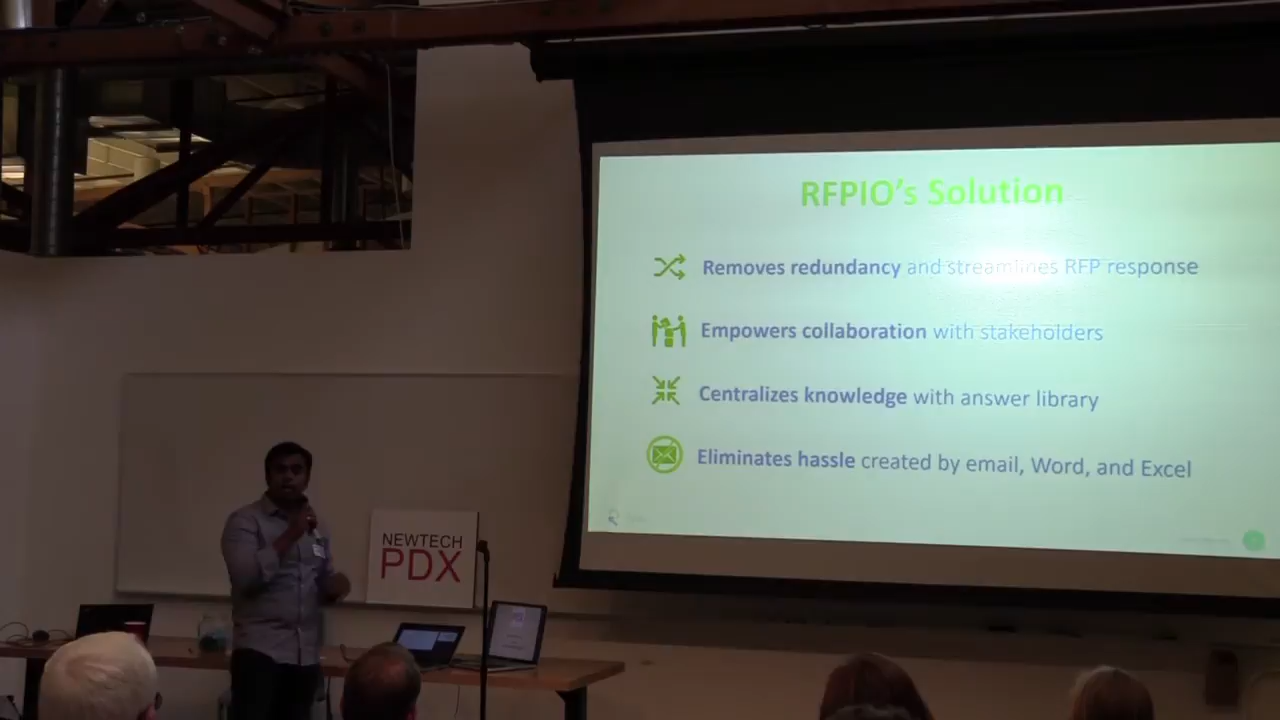 RFPIO's Solution
Removes redundancy and streamlines RFP response
Empowers collaboration with stakeholders
Centralizes knowledge with answer library
Eliminates hassle created by email, Word, and Excel
NEWTECH
PDX